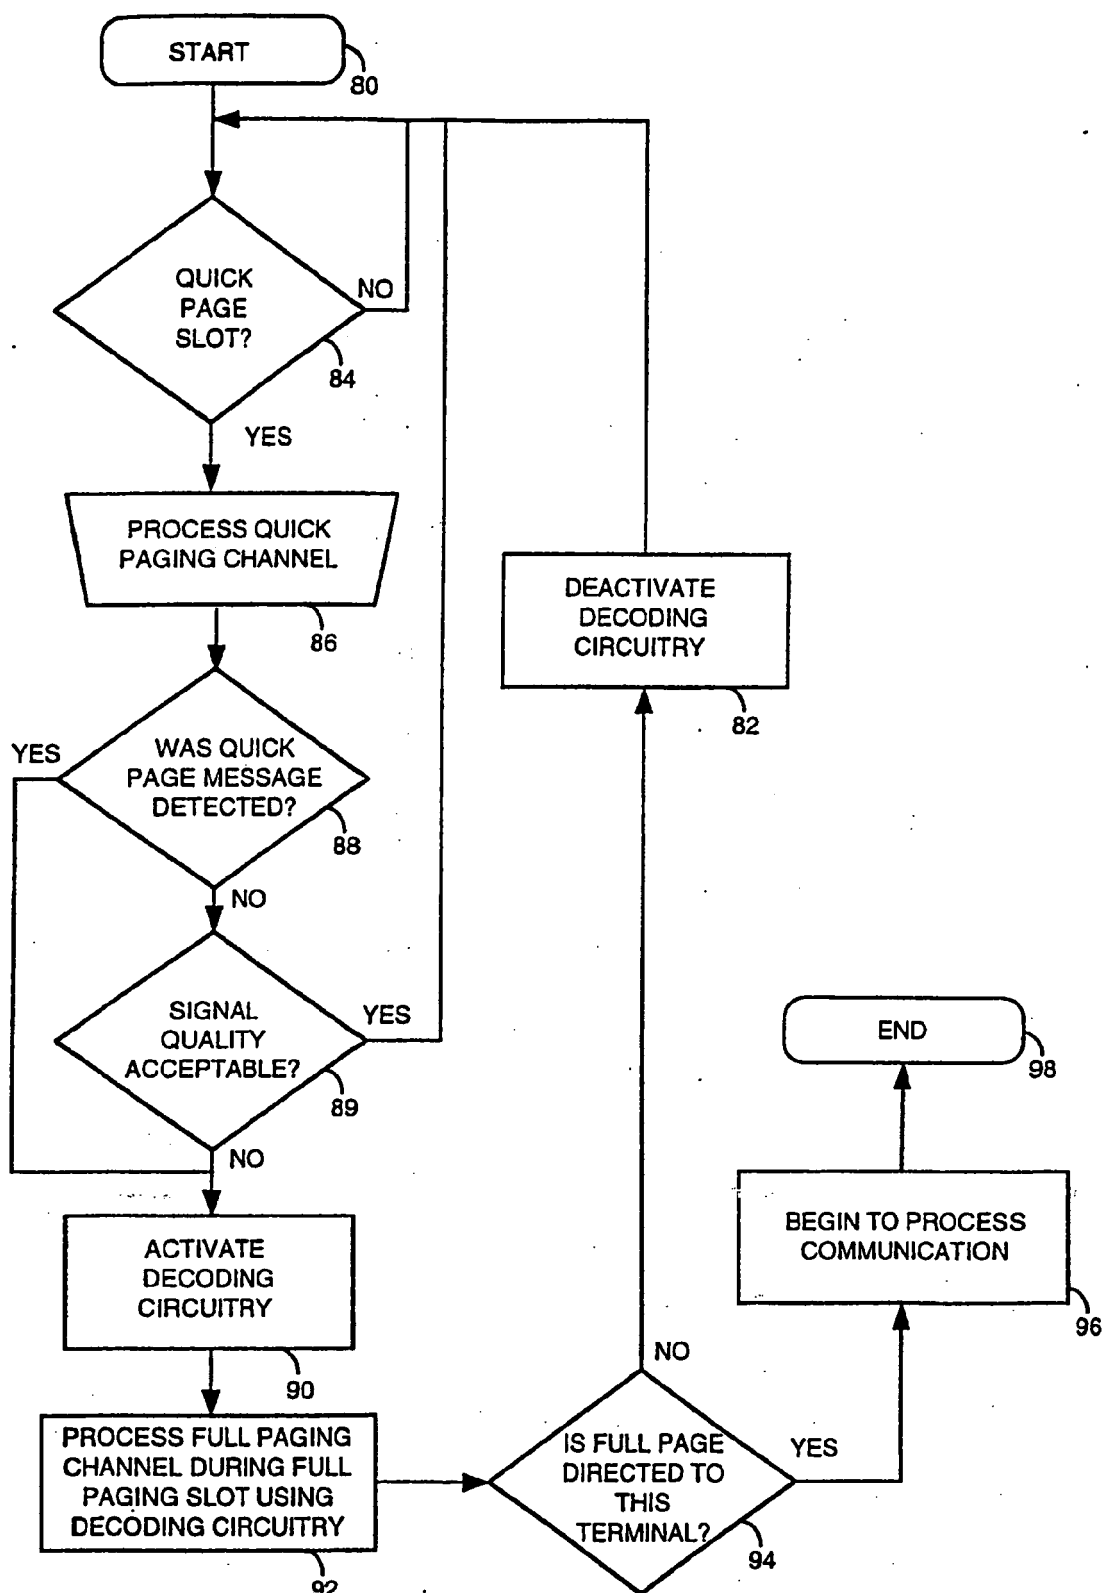 START
80
QUICK
PAGE
SLOT?
NO
84
YES
PROCESS QUICK
PAGING CHANNEL
86
DEACTIVATE
DECODING
CIRCUITRY
82
YES
WAS QUICK
PAGE MESSAGE
DETECTED?
88
NO
SIGNAL
QUALITY
ACCEPTABLE?
YES
89
NO
END
98
ACTIVATE
DECODING
CIRCUITRY
90
BEGIN TO PROCESS
COMMUNICATION
96
PROCESS FULL PAGING
CHANNEL DURING FULL
PAGING SLOT USING
DECODING CIRCUITRY
92
NO
IS FULL PAGE
DIRECTED TO
THIS
TERMINAL?
YES
94